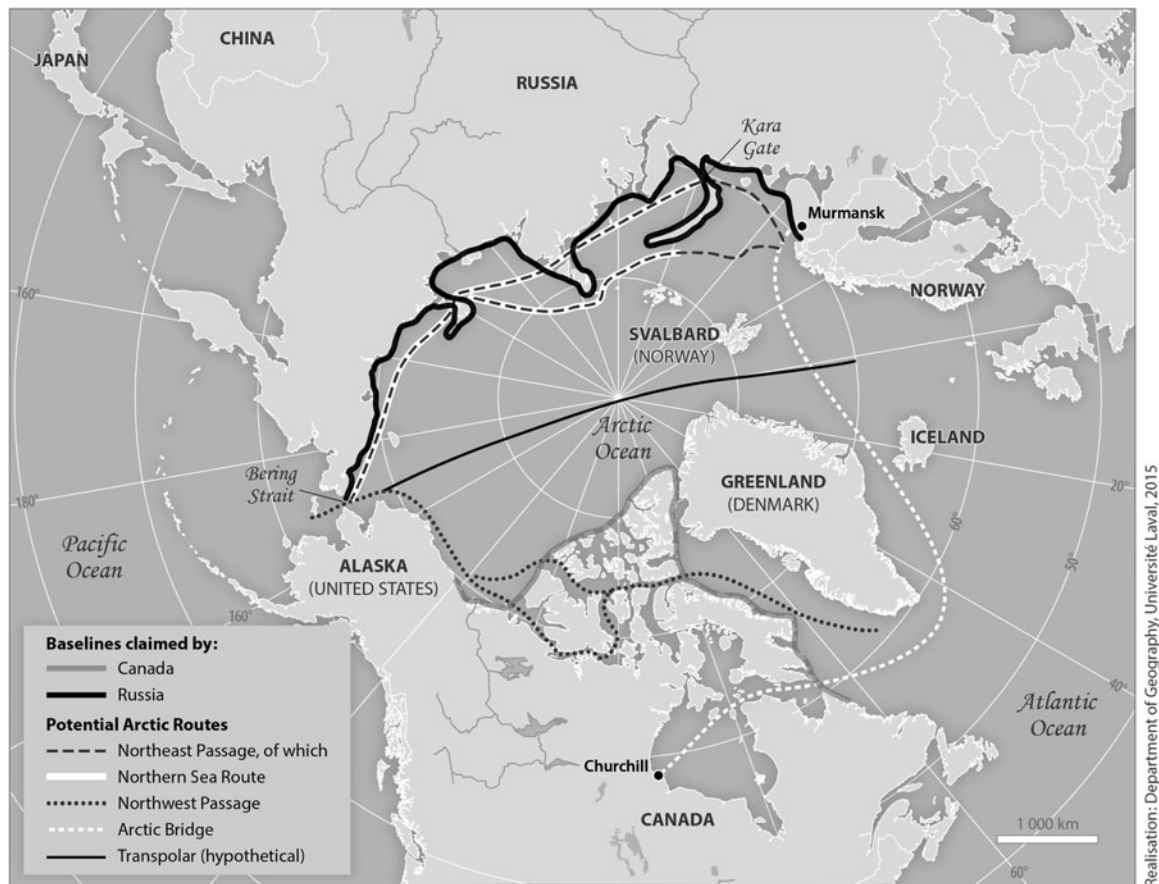 CHINA
JAPAN
RUSSIA
Kara
Gate
Murmansk
NORWAY
160°
SVALBARD
(NORWAY)
Arctic
Ocean
ICELAND
Bering
Strait
GREENLAND
(DENMARK)
20°
180°
60°
50°
Pacific
Ocean
ALASKA
(UNITED STATES)
160°
40°
Atlantic
Ocean
Churchill
CANADA
1 000 km
60°
Baselines claimed by:
Canada
Russia
Potential Arctic Routes
Northeast Passage, of which
Northern Sea Route
Northwest Passage
Arctic Bridge
Transpolar (hypothetical)
Realisation: Department of Geography, Université Laval, 2015